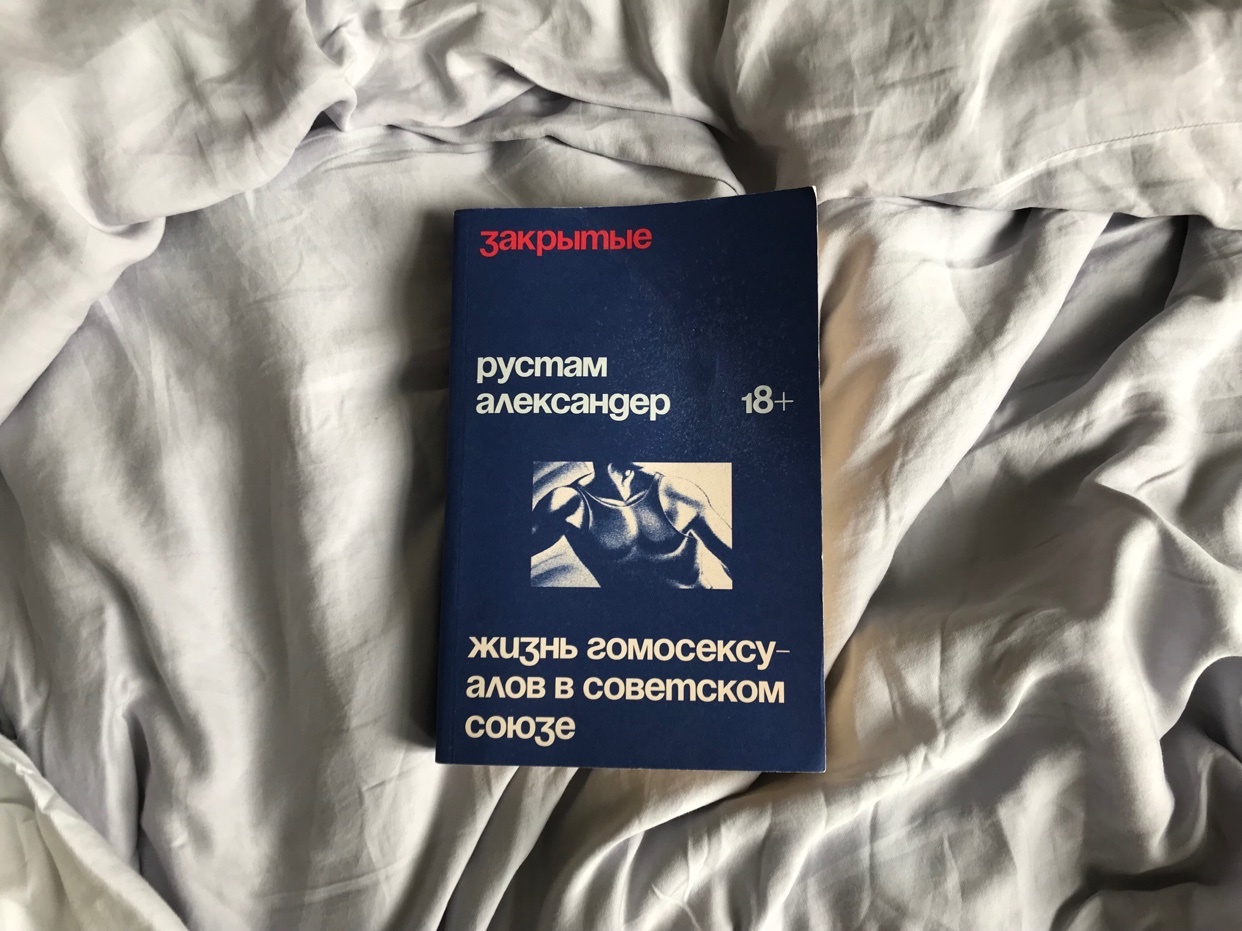 закрытые
рустам
александер
18+
жизнь гомосексу-
алов в советском
союзе